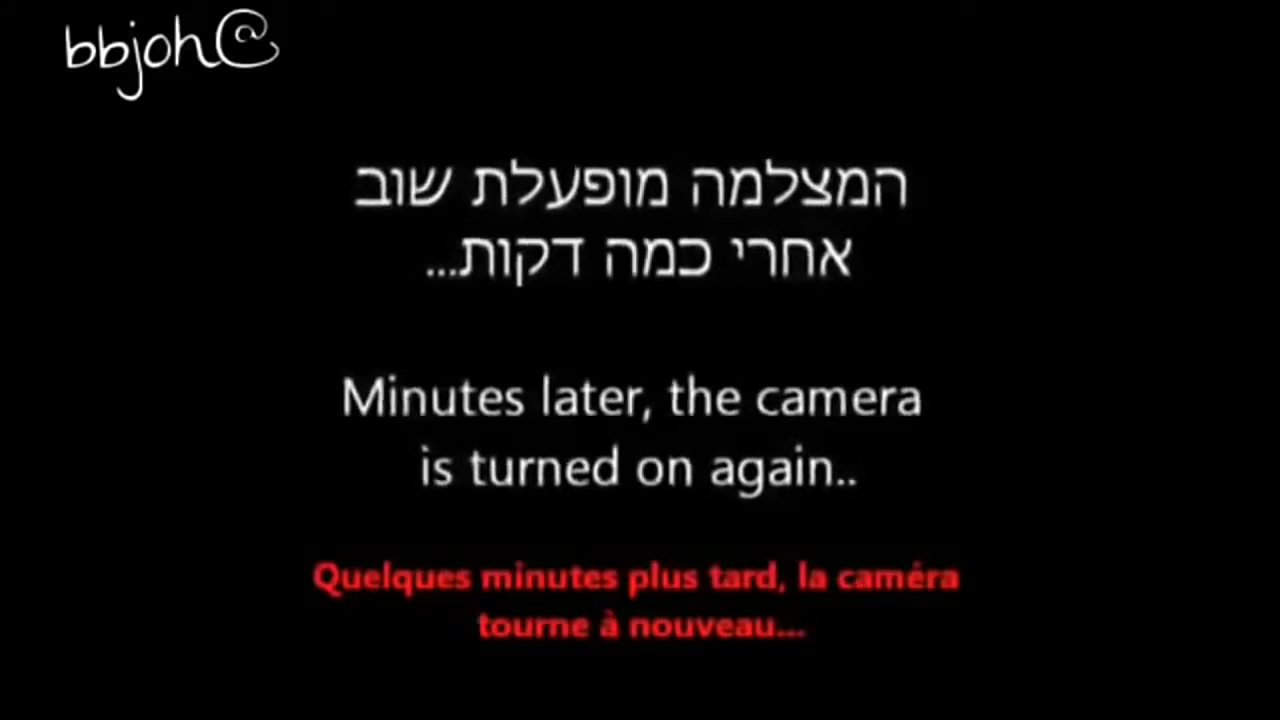 bbjoh@
המצלמה מופעלת שוב
אחרי כמה דקות...
Minutes later, the camera
is turned on again..
Quelques minutes plus tard, la caméra
tourne à nouveau...